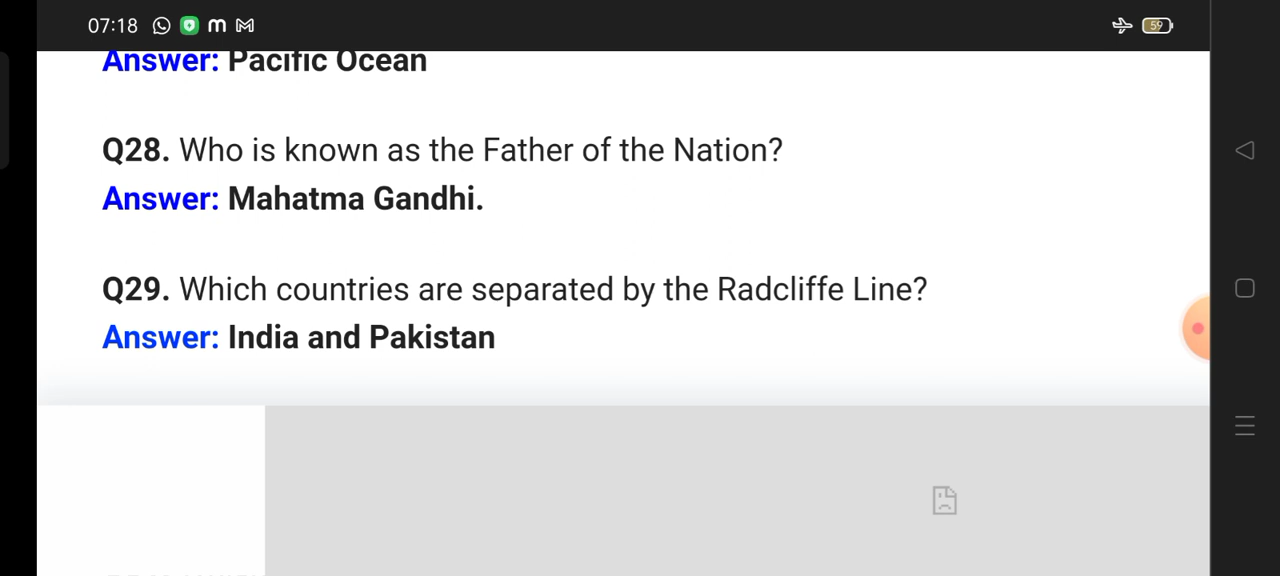 07:18
59
Answer: Pacific Ocean
Q28. Who is known as the Father of the Nation?
Answer: Mahatma Gandhi.
Q29. Which countries are separated by the Radcliffe Line?
Answer: India and Pakistan